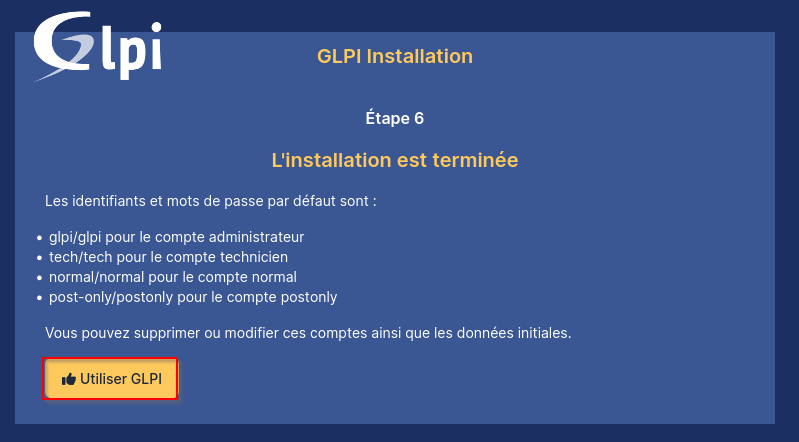 Glpi
GLPI Installation
Étape 6
L'installation est terminée
Les identifiants et mots de passe par défaut sont :
• glpi/glpi pour le compte administrateur
• tech/tech pour le compte technicien
• normal/normal pour le compte normal
• post-only/postonly pour le compte postonly
Vous pouvez supprimer ou modifier ces comptes ainsi que les données initiales.
Utiliser GLPI